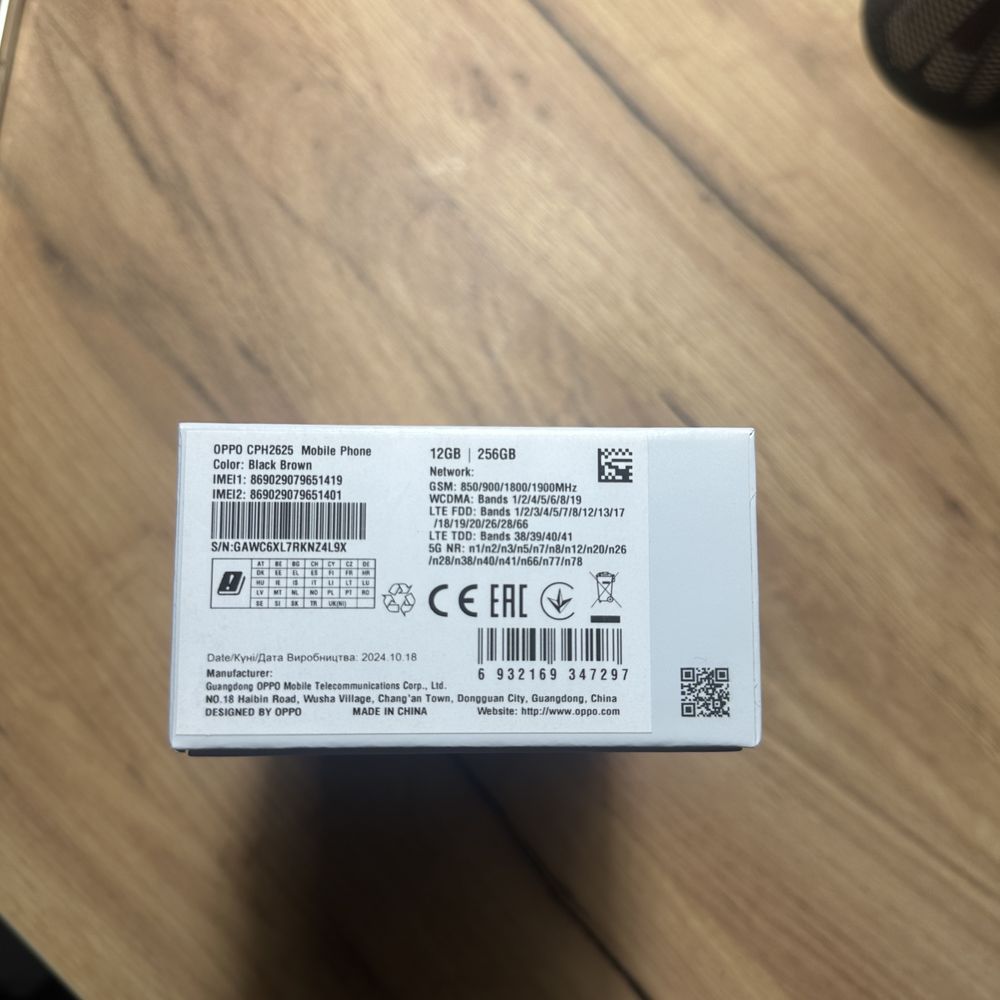 OPPO CPH2625 Mobile Phone
Color: Black Brown
IMEI1: 869029079651419
IMEI2: 869029079651401
S/N:GAWC6XL7RKNZ4L9X
AT BE BG CH CY CZ DE
DK EE EL ES FI FR HR
HU IE IS IT LI LT LU
LV MT NL NO PL PT RO
SE SI SK TR UK(NI)
12GB | 256GB
Network:
GSM: 850/900/1800/1900MHz
WCDMA: Bands 1/2/4/5/6/8/19
LTE FDD: Bands 1/2/3/4/5/7/8/12/13/17
/18/19/20/26/28/66
LTE TDD: Bands 38/39/40/41
5G NR: n1/n2/n3/n5/n7/n8/n12/n20/n26
/n28/n38/n40/n41/n66/n77/n78
CE EAC
6 932169 347297
Date/Күні/Дата Виробництва: 2024.10.18
Manufacturer:
Guangdong OPPO Mobile Telecommunications Corp., Ltd.
NO.18 Haibin Road, Wusha Village, Chang'an Town, Dongguan City, Guangdong, China
DESIGNED BY OPPO MADE IN CHINA Website: http://www.oppo.com